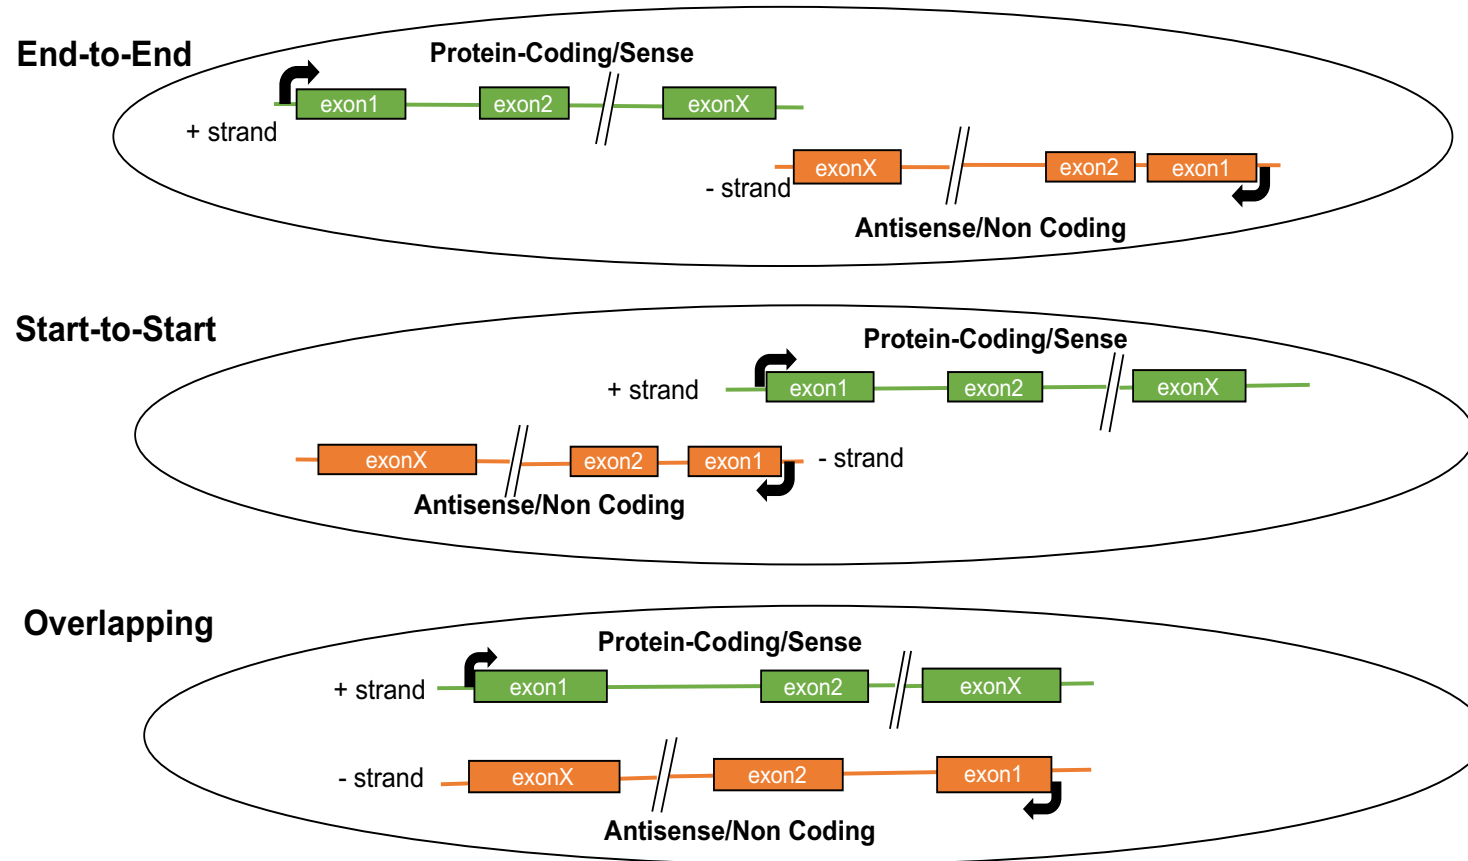 End-to-End
Protein-Coding/Sense
exon1 exon2 exonX
+ strand
exonX exon2 exon1
- strand
Antisense/Non Coding
Start-to-Start
Protein-Coding/Sense
+ strand exon1 exon2 exonX
exonX exon2 exon1 - strand
Antisense/Non Coding
Overlapping
Protein-Coding/Sense
+ strand exon1 exon2 exonX
- strand exonX exon2 exon1
Antisense/Non Coding